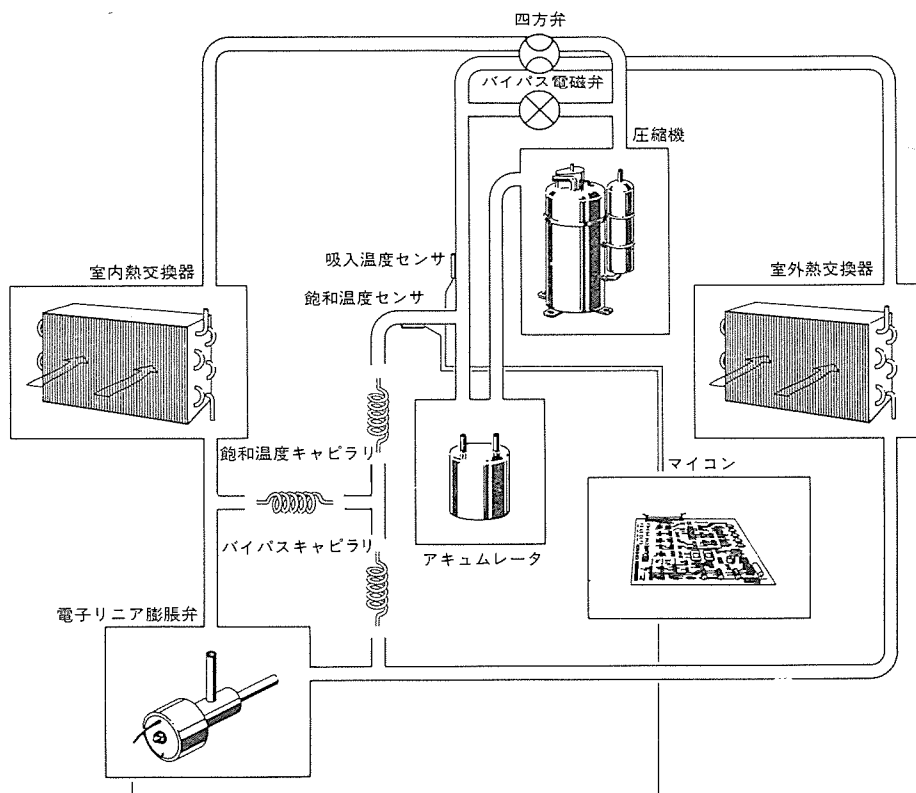 四方弁
バイパス電磁弁
圧縮機
吸入温度センサ
室内熱交換器
室外熱交換器
飽和温度センサ
飽和温度キャピラリ
マイコン
バイパスキャピラリ
アキュムレータ
電子リニア膨脹弁